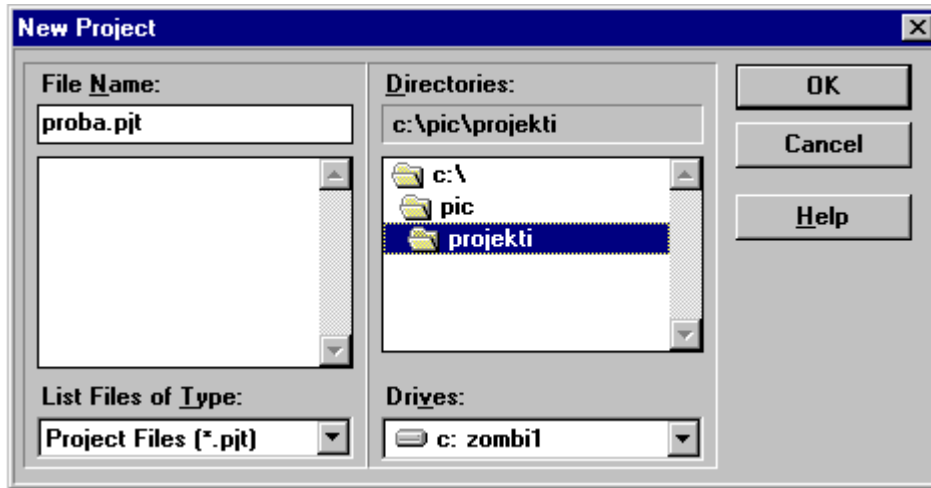 New Project
File Name:
proba.pjt
List Files of Type:
Project Files (*.pjt)
Directories:
c:\pic\projekti
c:\
pic
projekti
Drives:
c: zombi1
OK
Cancel
Help